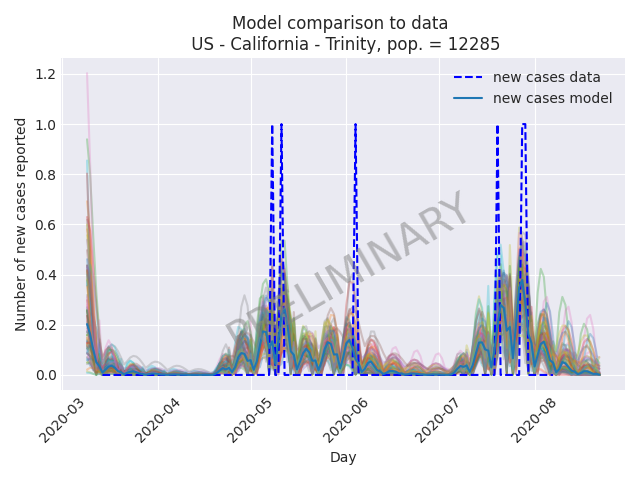 Model comparison to data
US - California - Trinity, pop. = 12285
new cases data
new cases model
Number of new cases reported
1.2
1.0
0.8
0.6
0.4
0.2
0.0
PRELIMINARY
2020-03
2020-04
2020-05
2020-06
2020-07
2020-08
Day